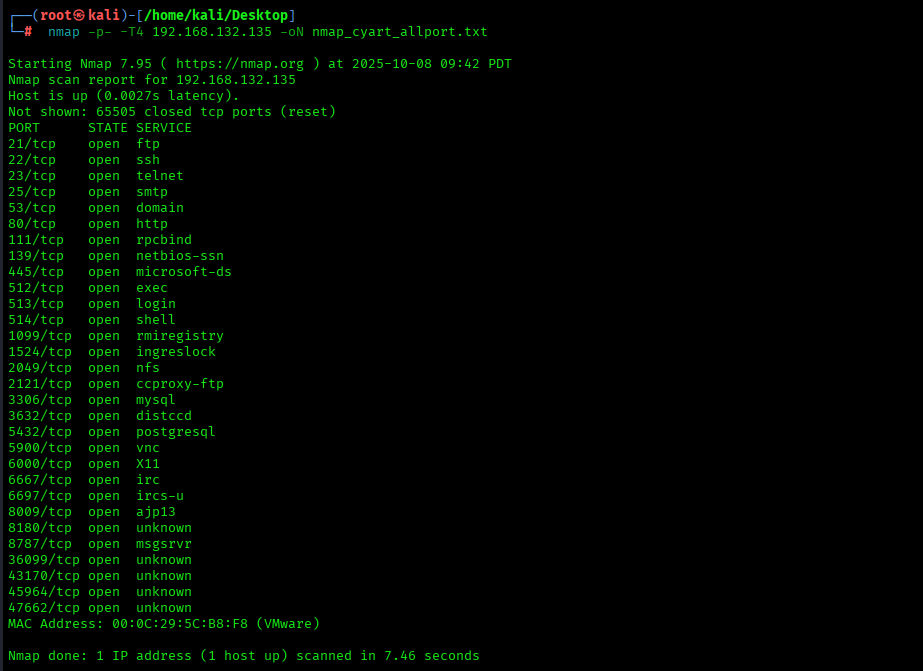 ┌──(root㉿kali)-[/home/kali/Desktop]
└─# nmap -p- -T4 192.168.132.135 -oN nmap_cyart_allport.txt
Starting Nmap 7.95 ( https://nmap.org ) at 2025-10-08 09:42 PDT
Nmap scan report for 192.168.132.135
Host is up (0.0027s latency).
Not shown: 65505 closed tcp ports (reset)
PORT      STATE SERVICE
21/tcp    open  ftp
22/tcp    open  ssh
23/tcp    open  telnet
25/tcp    open  smtp
53/tcp    open  domain
80/tcp    open  http
111/tcp   open  rpcbind
139/tcp   open  netbios-ssn
445/tcp   open  microsoft-ds
512/tcp   open  exec
513/tcp   open  login
514/tcp   open  shell
1099/tcp  open  rmiregistry
1524/tcp  open  ingreslock
2049/tcp  open  nfs
2121/tcp  open  ccproxy-ftp
3306/tcp  open  mysql
3632/tcp  open  distccd
5432/tcp  open  postgresql
5900/tcp  open  vnc
6000/tcp  open  X11
6667/tcp  open  irc
6697/tcp  open  ircs-u
8009/tcp  open  ajp13
8180/tcp  open  unknown
8787/tcp  open  msgsrvr
36099/tcp open  unknown
43170/tcp open  unknown
45964/tcp open  unknown
47662/tcp open  unknown
MAC Address: 00:0C:29:5C:B8:F8 (VMware)
Nmap done: 1 IP address (1 host up) scanned in 7.46 seconds